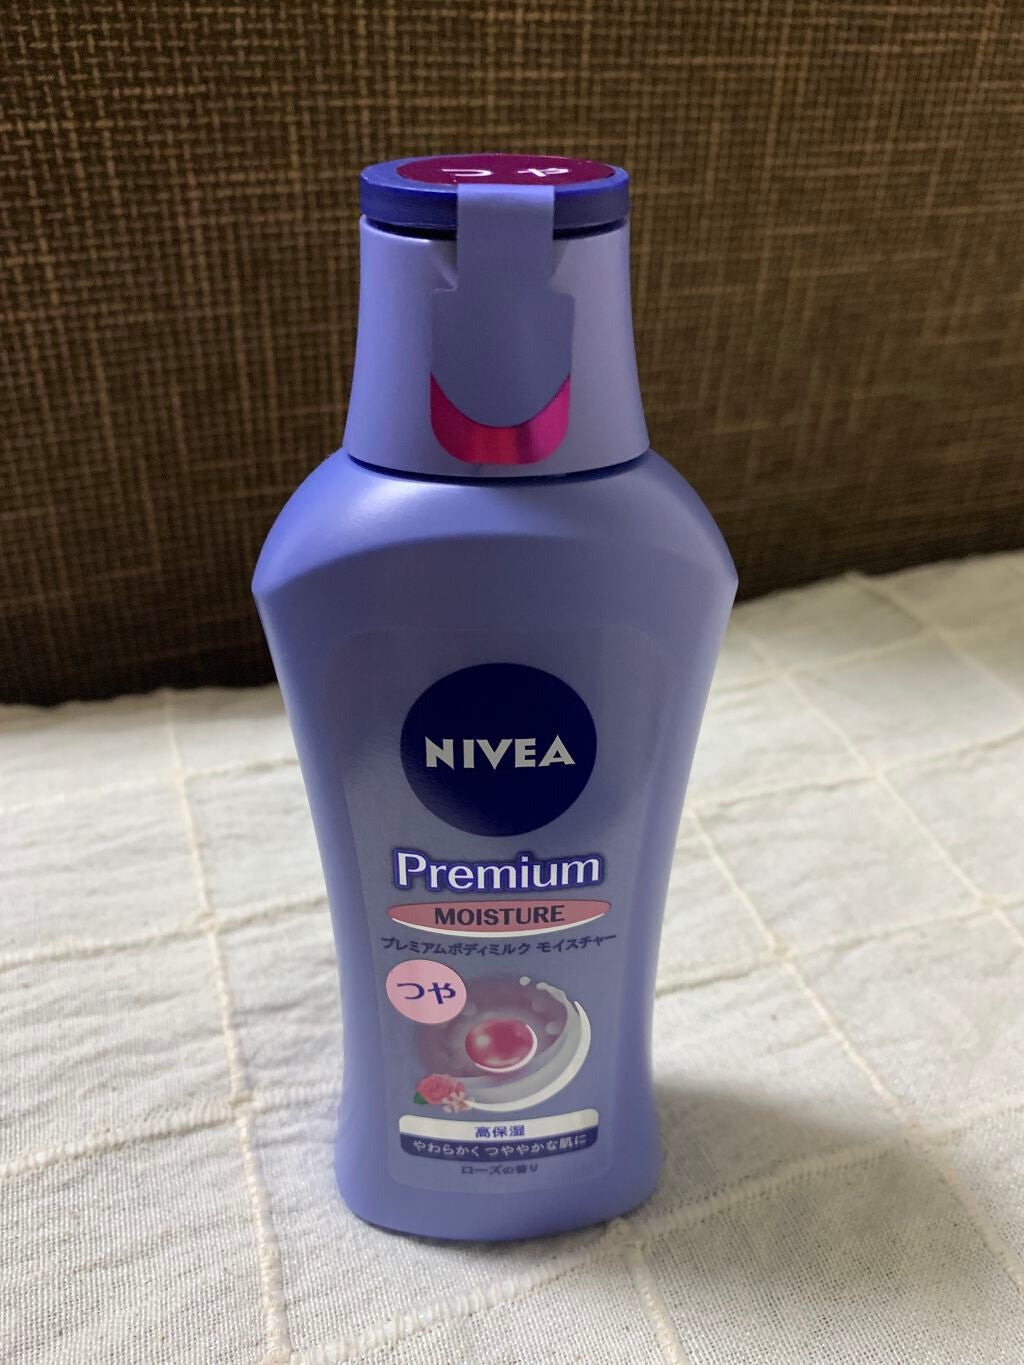 つや
NIVEA
Premium
MOISTURE
プレミアムボディミルク モイスチャー
つや
高保湿
やわらかくつややかな肌に
ローズの香り